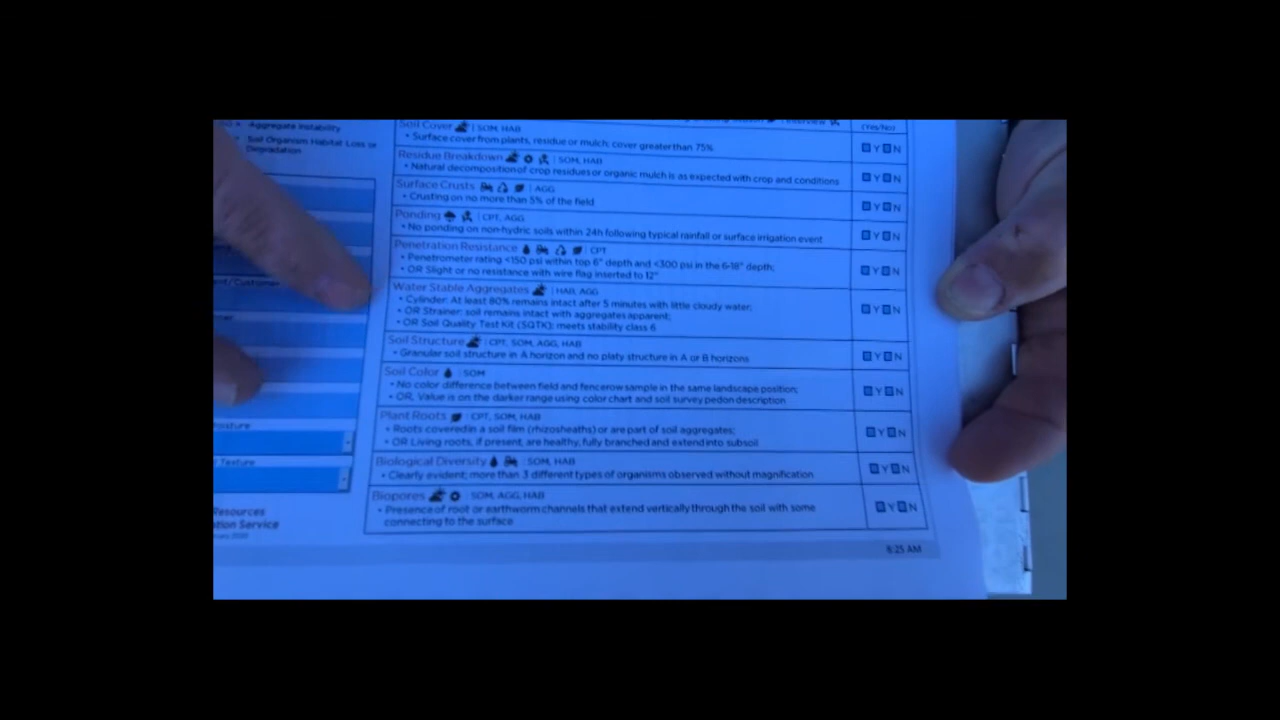 Aggregate Instability
• Soil Organism Habitat Loss or
Degradation
Moisture
Texture
Resources
Service
(Yes/No)
Soil Cover | SOM, HAB
• Surface cover from plants, residue or mulch; cover greater than 75%
Y N
Residue Breakdown | SOM, HAB
• Natural decomposition of crop residues or organic mulch is as expected with crop and conditions
Y N
Surface Crusts | AGG
• Crusting on no more than 5% of the field
Y N
Ponding | CPT, AGG
• No ponding on non-hydric soils within 24h following typical rainfall or surface irrigation event
Y N
Penetration Resistance | CPT
• Penetrometer rating <150 psi within top 6" depth and <300 psi in the 6-18" depth;
• OR Slight or no resistance with wire flag inserted to 12"
Y N
Water Stable Aggregates | HAB, AGG
• Cylinder: At least 80% remains intact after 5 minutes with little cloudy water;
• OR Strainer: soil remains intact with aggregates apparent;
• OR Soil Quality Test Kit (SQTK): meets stability class 6
Y N
Soil Structure | CPT, SOM, AGG, HAB
• Granular soil structure in A horizon and no platy structure in A or B horizons
Y N
Soil Color | SOM
• No color difference between field and fencerow sample in the same landscape position;
• OR, Value is on the darker range using color chart and soil survey pedon description
Y N
Plant Roots | CPT, SOM, HAB
• Roots covered in a soil film (rhizosheaths) or are part of soil aggregates;
• OR Living roots, if present, are healthy, fully branched and extend into subsoil
Y N
Biological Diversity | SOM, HAB
• Clearly evident; more than 3 different types of organisms observed without magnification
Y N
Biopores | SOM, AGG, HAB
• Presence of root or earthworm channels that extend vertically through the soil with some
connecting to the surface
Y N
8:25 AM